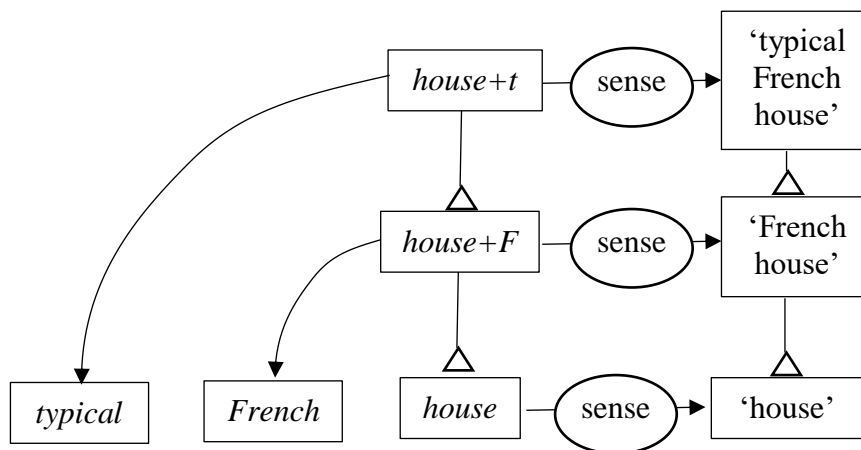 house+t
sense
‘typical
French
house’
house+F
sense
‘French
house’
typical
French
house
sense
‘house’